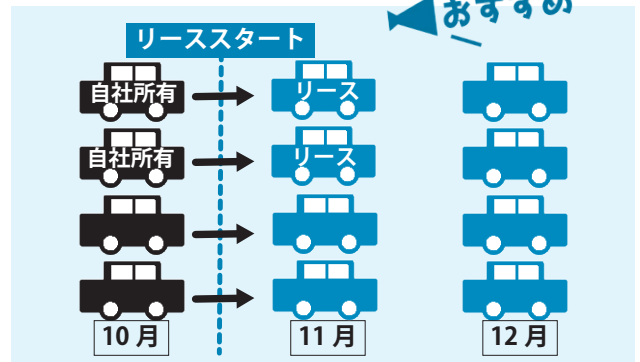 おすすめ
リーススタート
自社所有
リース
自社所有
リース
10月
11月
12月